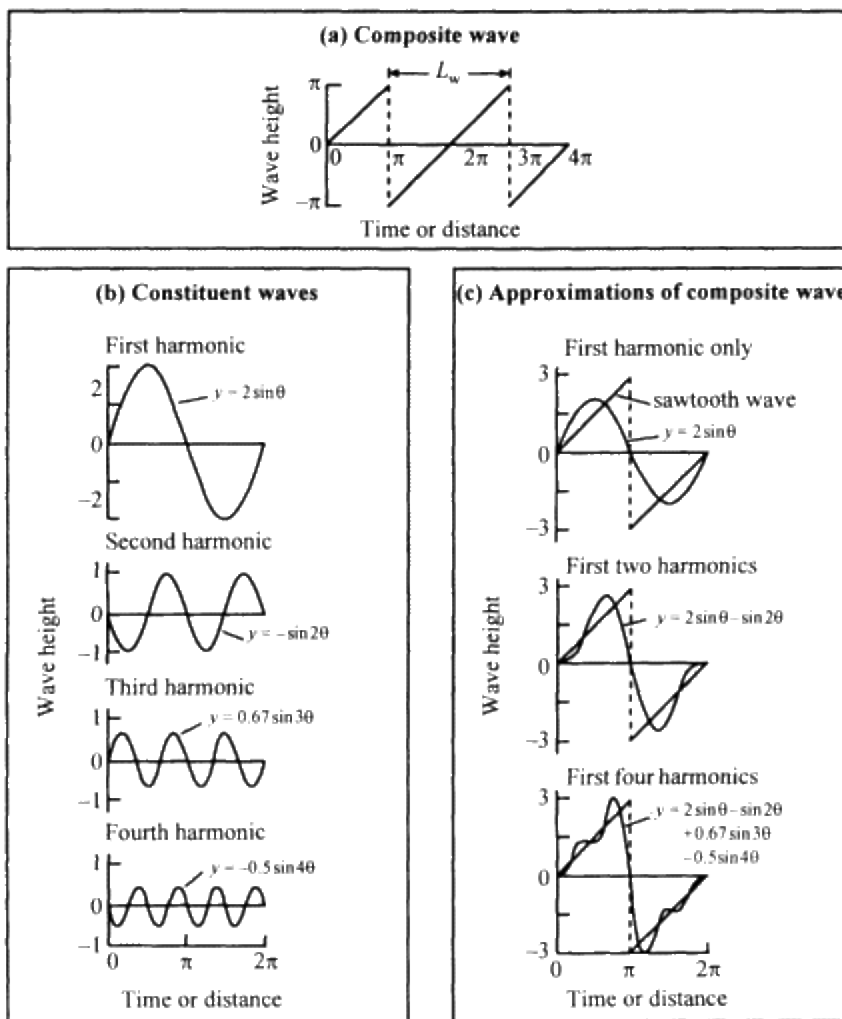 (a) Composite wave
L_w
π
0
−π
Wave height
0 π 2π 3π 4π
Time or distance
(b) Constituent waves
First harmonic
2
0
−2
y = 2 sinθ
Second harmonic
1
0
−1
y = −sin 2θ
Wave height
Third harmonic
1
0
−1
y = 0.67 sin 3θ
Fourth harmonic
1
0
−1
y = −0.5 sin 4θ
0 π 2π
Time or distance
(c) Approximations of composite wave
First harmonic only
3
0
−3
sawtooth wave
y = 2 sinθ
First two harmonics
3
0
−3
y = 2 sinθ − sin 2θ
Wave height
First four harmonics
3
0
−3
y = 2 sinθ − sin 2θ
+0.67 sin 3θ
−0.5 sin 4θ
0 π 2π
Time or distance